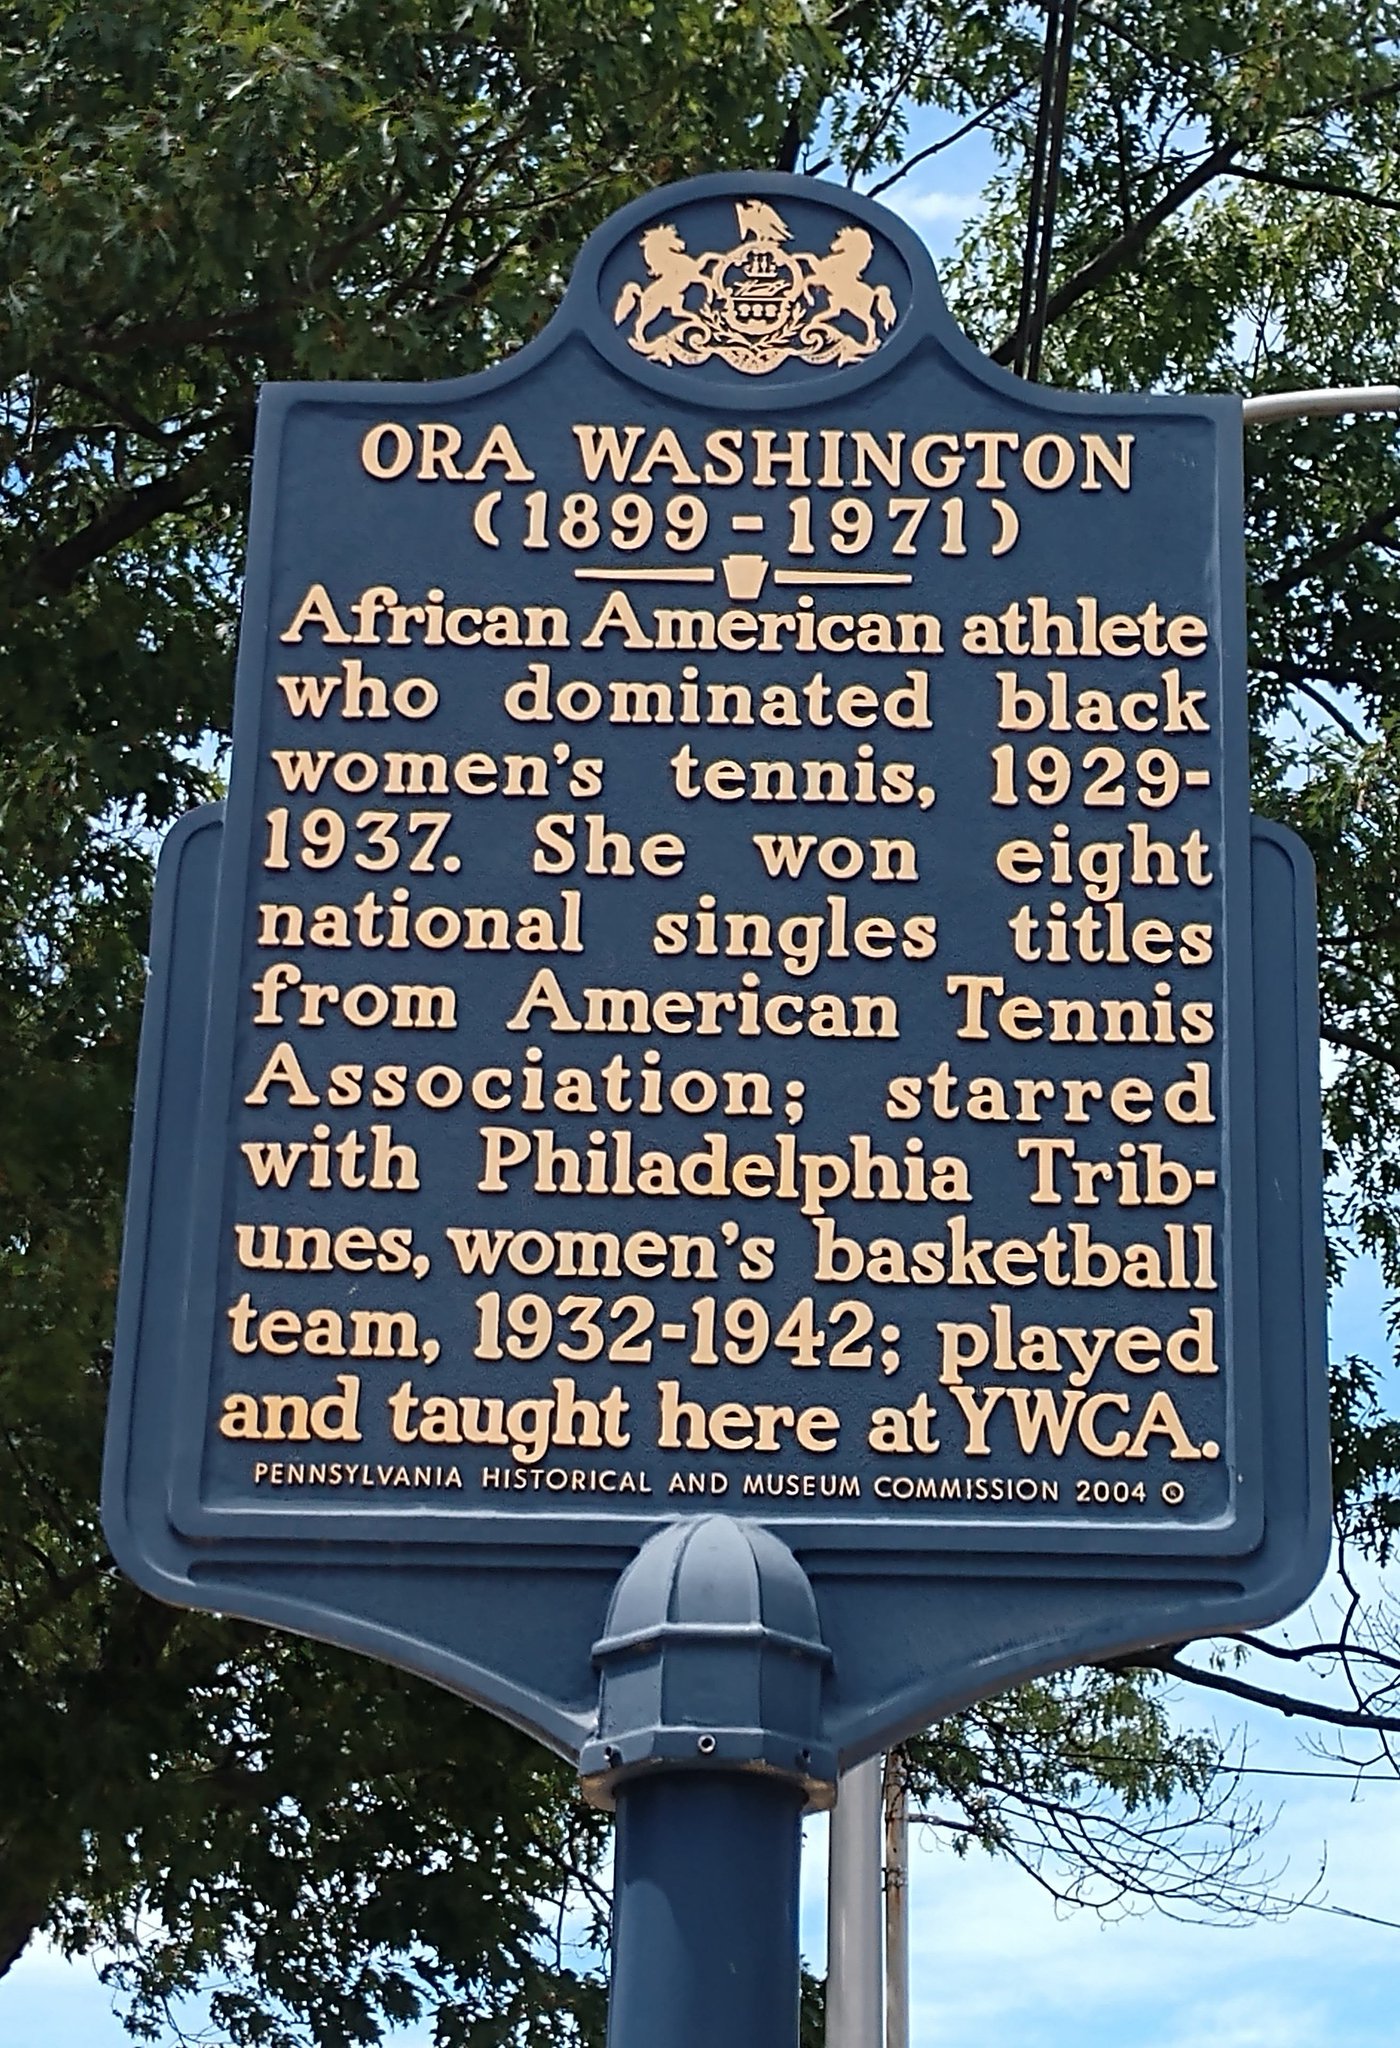 ORA WASHINGTON
(1899-1971)
African American athlete
who dominated black
women's tennis, 1929-
1937. She won eight
national singles titles
from American Tennis
Association; starred
with Philadelphia Trib-
unes, women's basketball
team, 1932-1942; played
and taught here at YWCA.
PENNSYLVANIA HISTORICAL AND MUSEUM COMMISSION 2004 ©